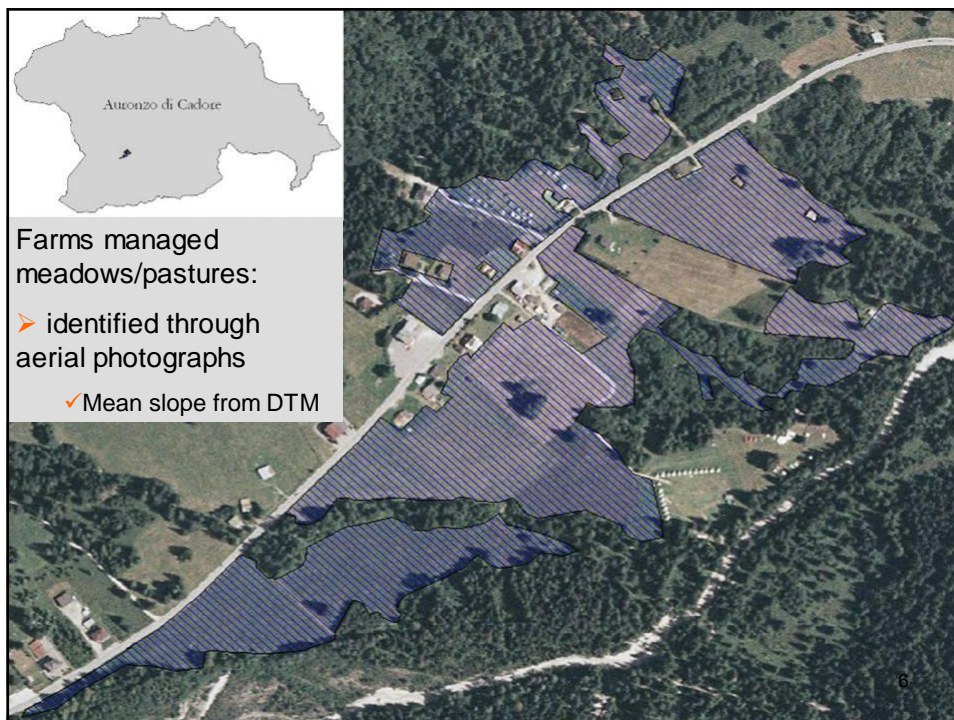 Auronzo di Cadore
Farms managed
meadows/pastures:
➢ identified through
aerial photographs
✓Mean slope from DTM
6